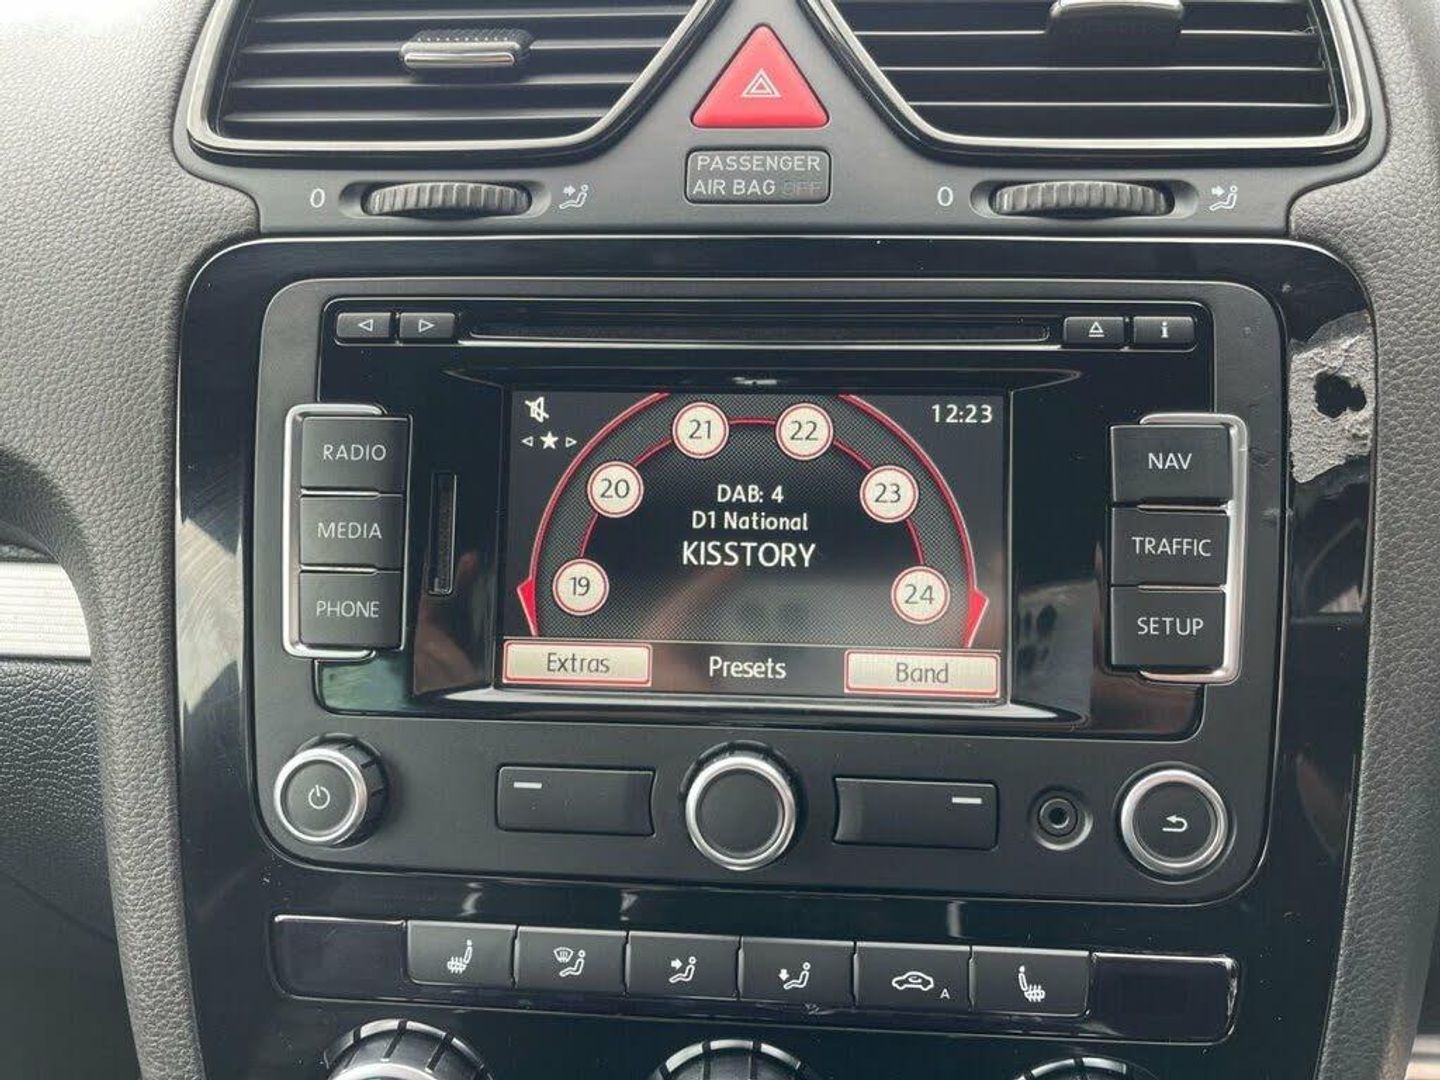 PASSENGER
AIR BAG OFF
0
0
i
RADIO
MEDIA
PHONE
12:23
21
22
20
23
19
24
DAB: 4
D1 National
KISSTORY
Extras
Presets
Band
NAV
TRAFFIC
SETUP
A